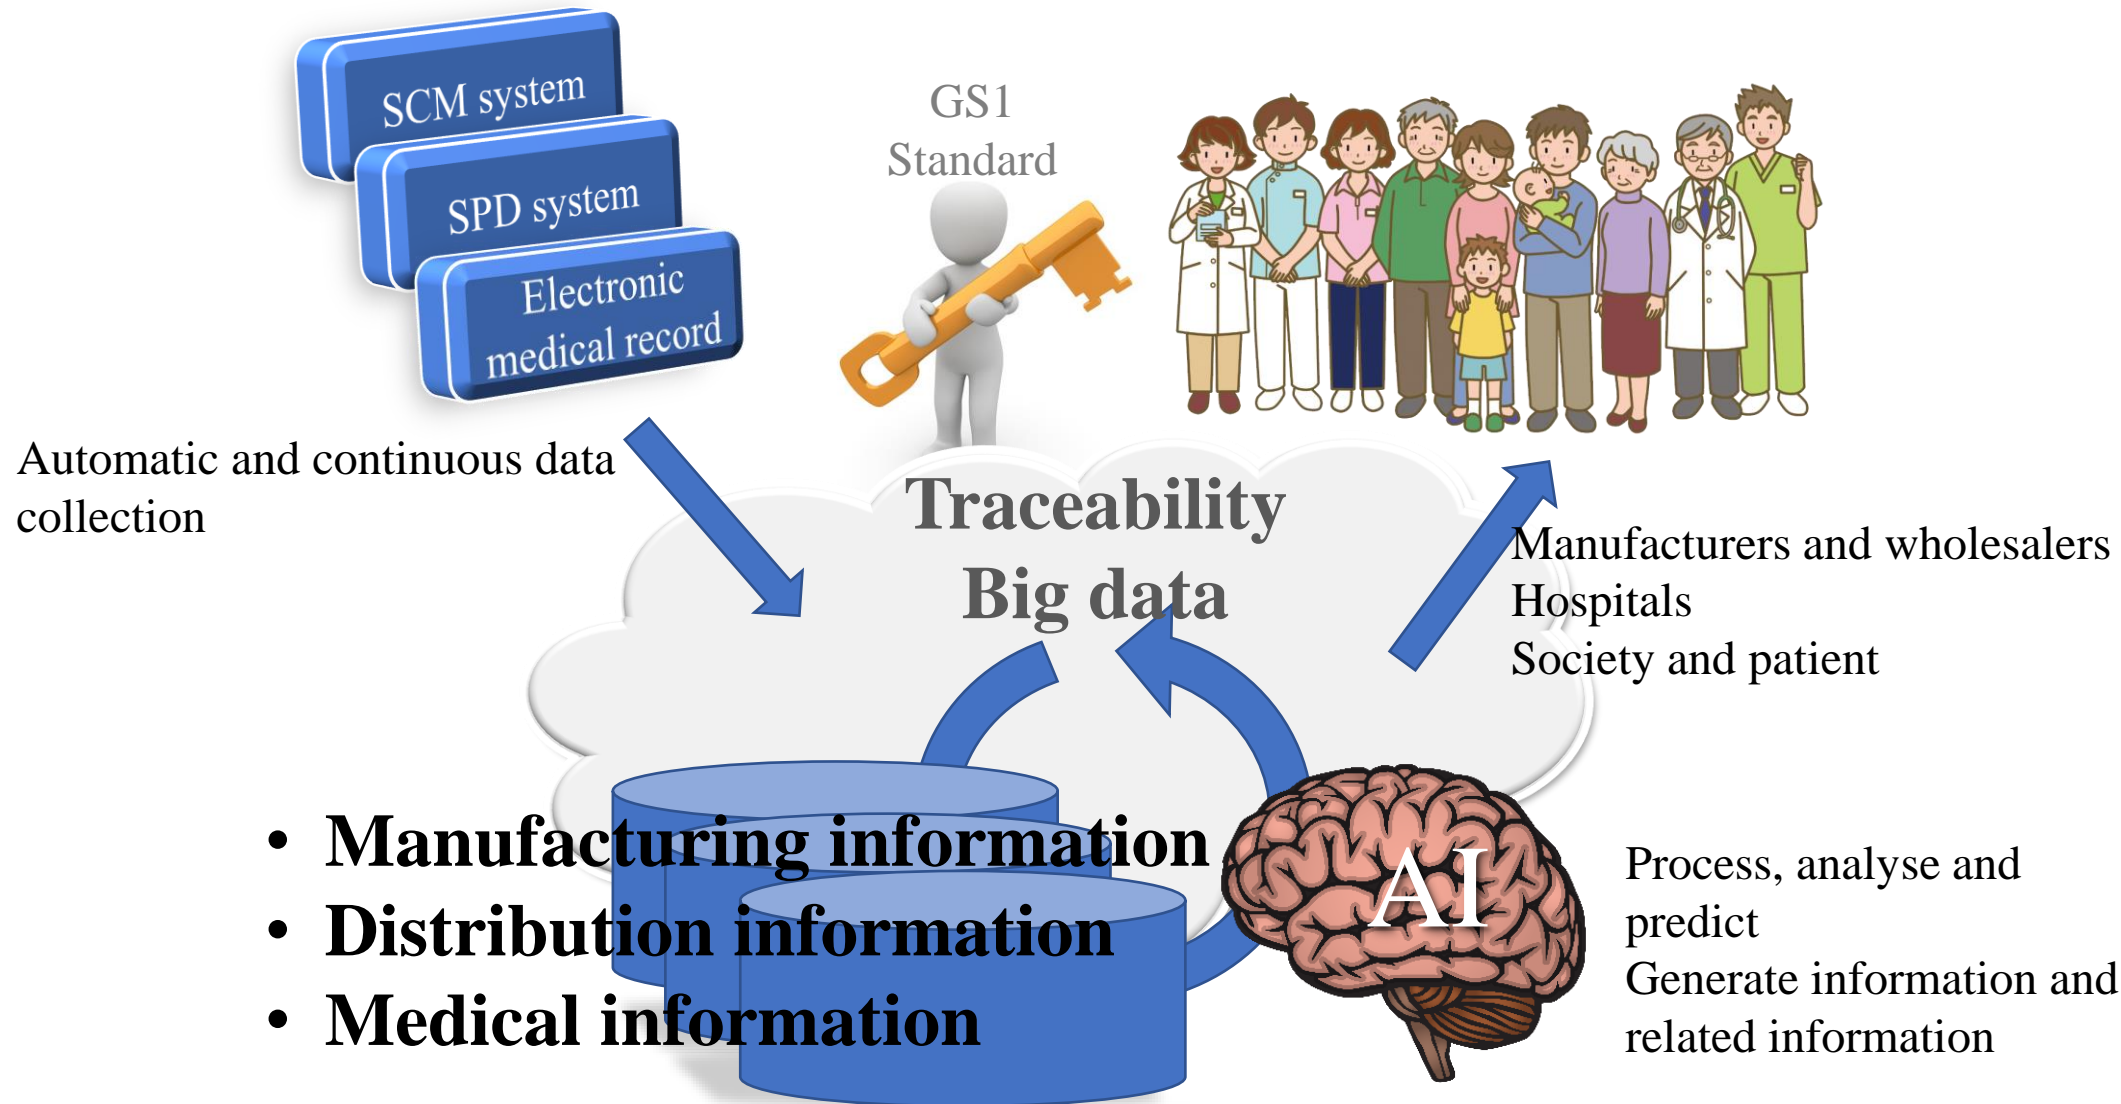 SCM system
SPD system
Electronic
medical record
GS1
Standard
Automatic and continuous data
collection
Traceability
Big data
Manufacturers and wholesalers
Hospitals
Society and patient
• Manufacturing information
• Distribution information
• Medical information
AI
Process, analyse and
predict
Generate information and
related information